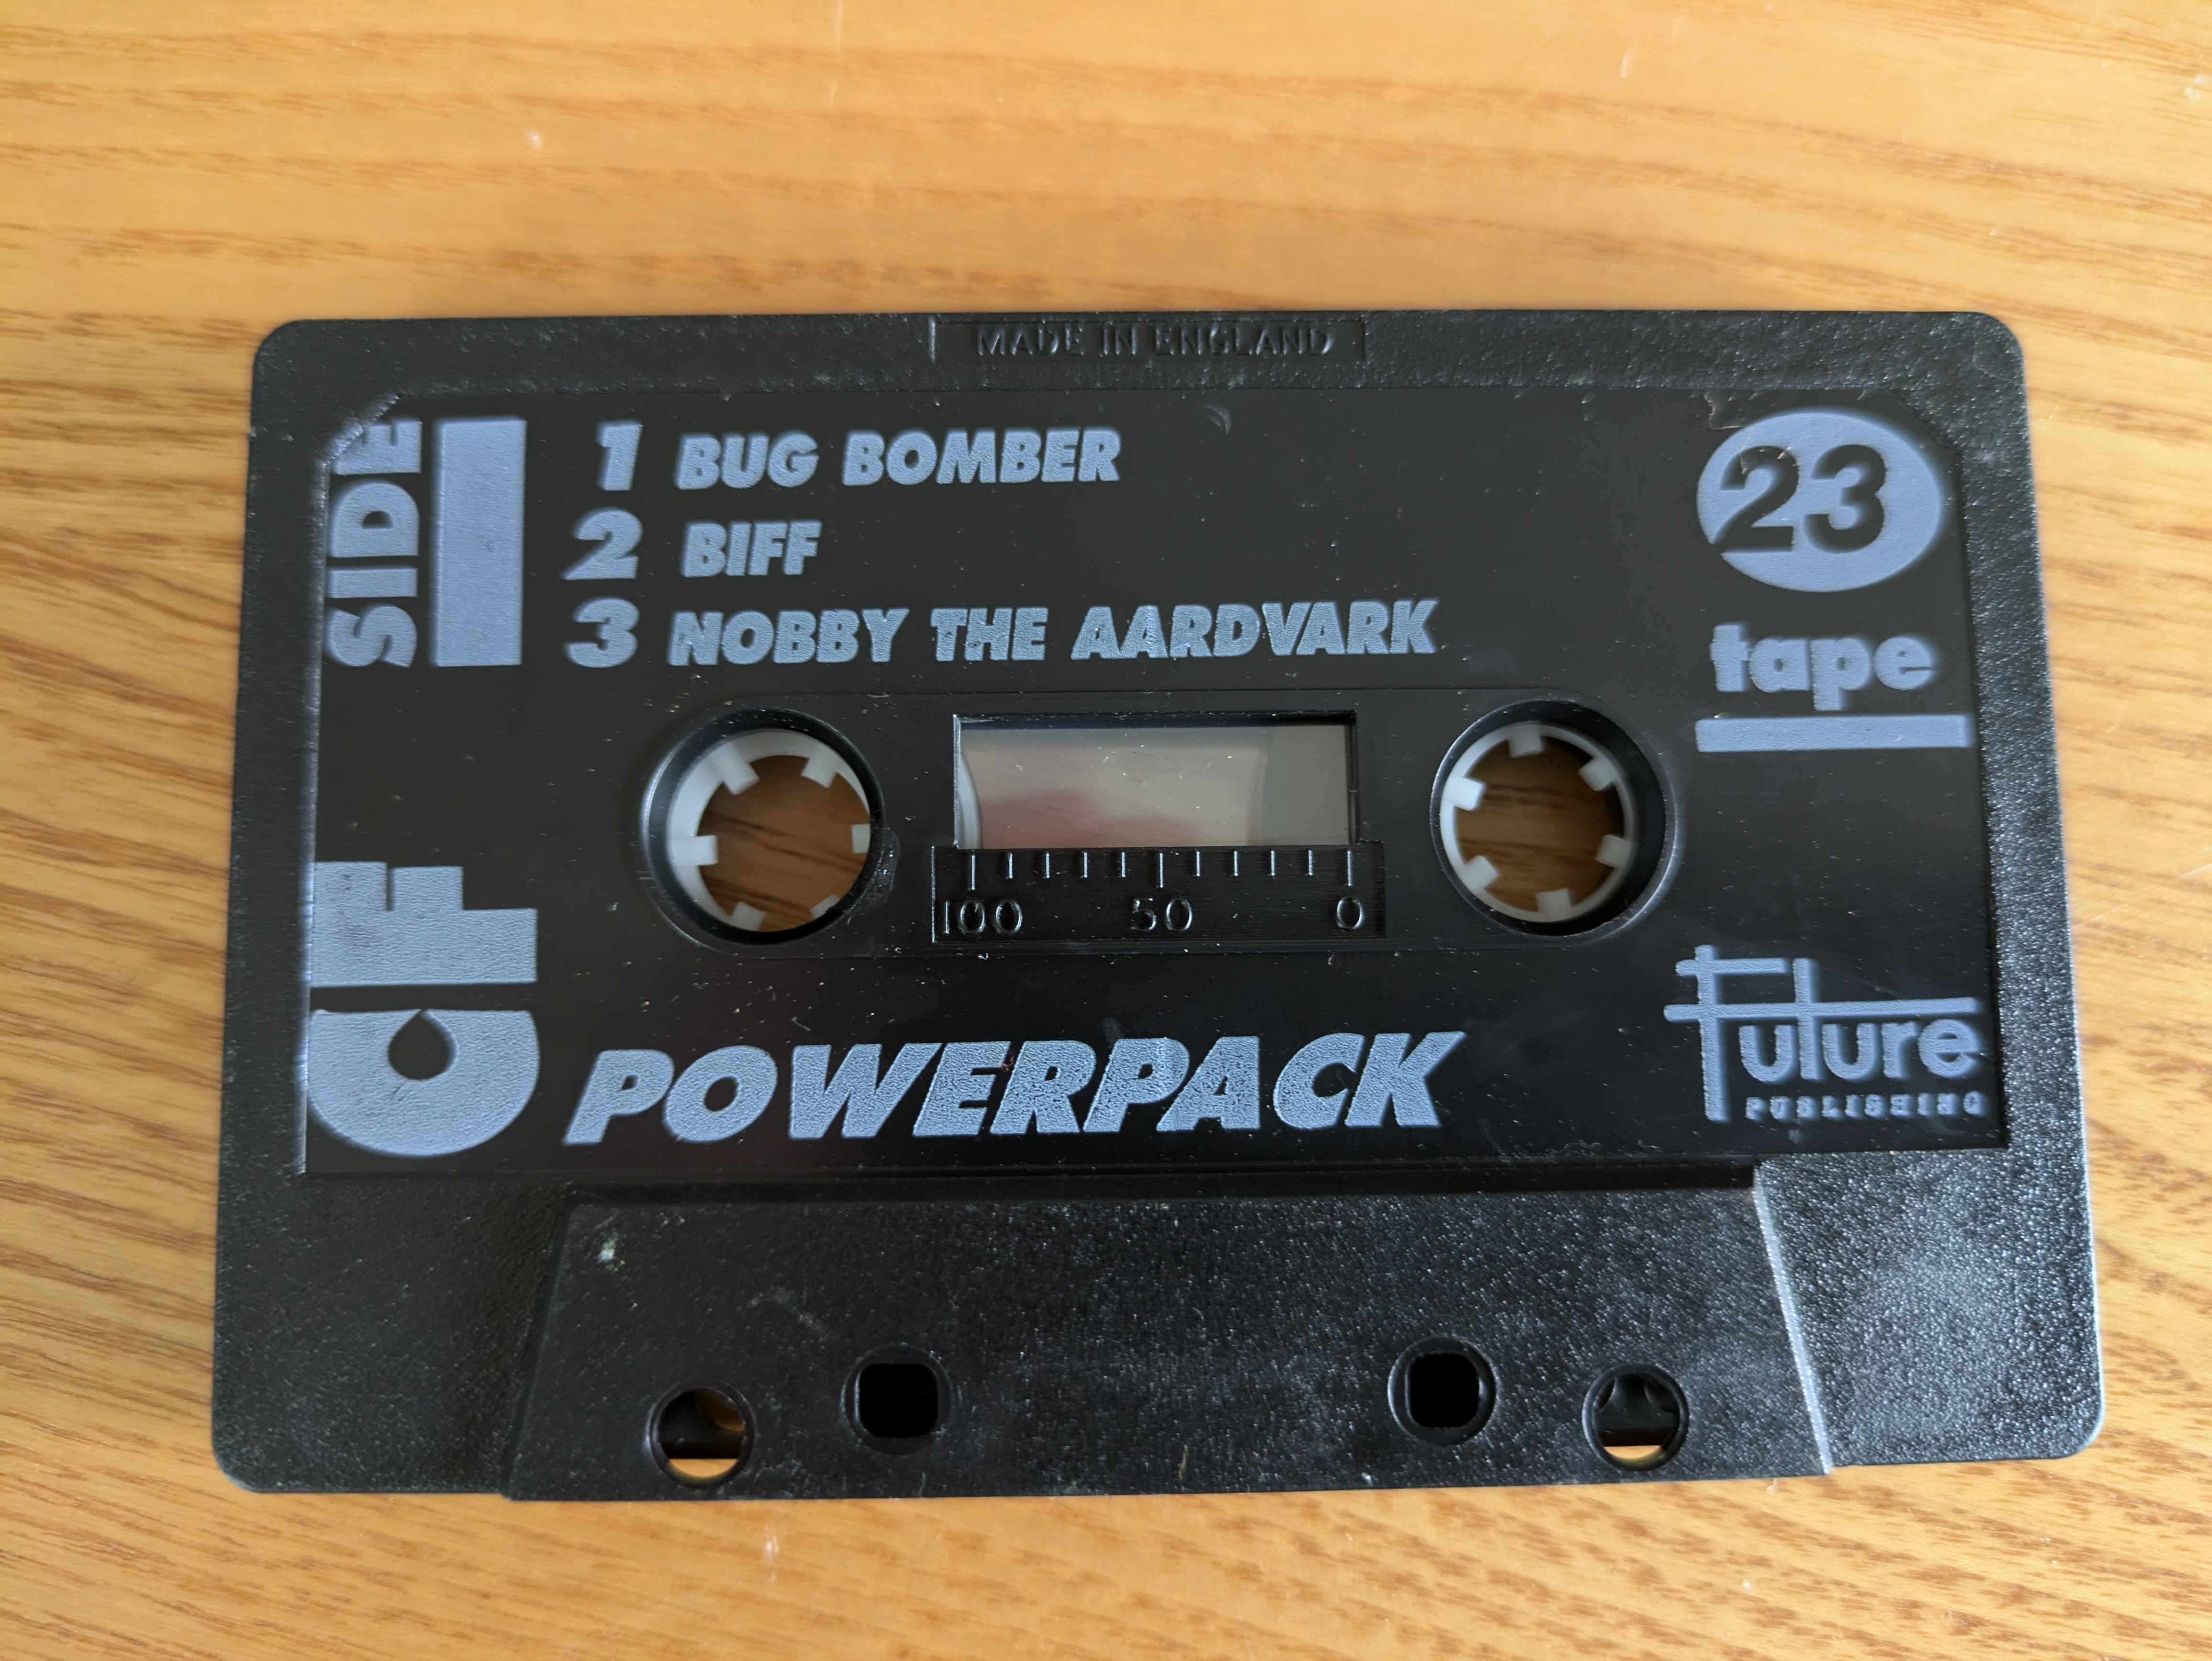 MADE IN ENGLAND
SIDE 1
1 BUG BOMBER
2 BIFF
3 NOBBY THE AARDVARK
23
tape
100 50 0
CF
POWERPACK
future
PUBLISHING